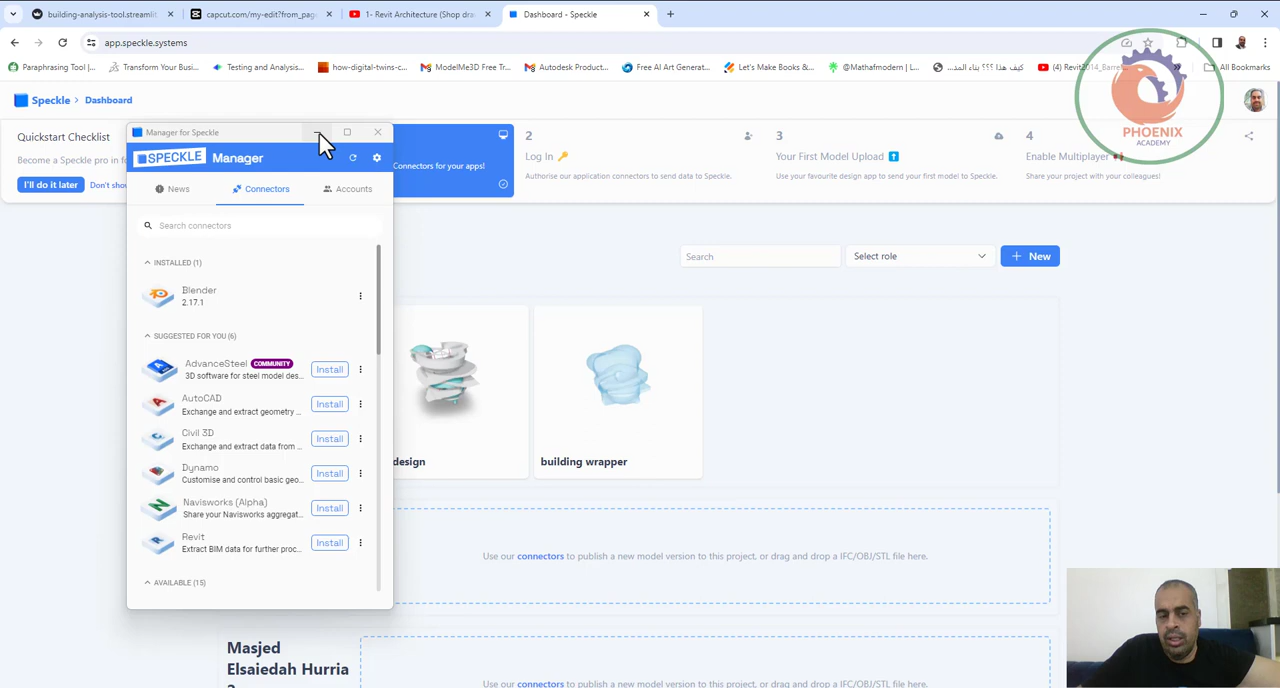 building-analysis-tool.streamlit
capcut.com/my-edit?from_page
1- Revit Architecture (Shop dra
Dashboard - Speckle
app.speckle.systems
Paraphrasing Tool |...
Transform Your Busi...
Testing and Analysis...
how-digital-twins-c...
ModelMe3D Free Tr...
Autodesk Product...
Free AI Art Generat...
Let's Make Books &...
@Mathafmodern | L...
كيف هذا ؟؟؟ بناء المد...
Revit2014_Barre
All Bookmarks
PHOENIX
ACADEMY
Speckle > Dashboard
Quickstart Checklist
Become a Speckle pro in f
I'll do it later
Don't sho
Connectors for your apps!
2
Log In 🔑
Authorise our application connectors to send data to Speckle.
3
Your First Model Upload ⬆️
Use your favourite design app to send your first model to Speckle.
4
Enable Multiplayer
Share your project with your colleagues!
Manager for Speckle
SPECKLE Manager
News
Connectors
Accounts
Search connectors
INSTALLED (1)
Blender
2.17.1
SUGGESTED FOR YOU (6)
AdvanceSteel COMMUNITY
3D software for steel model des...
Install
AutoCAD
Exchange and extract geometry ...
Install
Civil 3D
Exchange and extract data from ...
Install
Dynamo
Customise and control basic geo...
Install
Navisworks (Alpha)
Share your Navisworks aggregat...
Install
Revit
Extract BIM data for further proc...
Install
AVAILABLE (15)
Search
Select role
New
design
building wrapper
Use our connectors to publish a new model version to this project, or drag and drop a IFC/OBJ/STL file here.
Masjed
Elsaiedah Hurria
Use our connectors to publish a new model version to this project, or drag and drop a IFC/OBJ/STL file here.